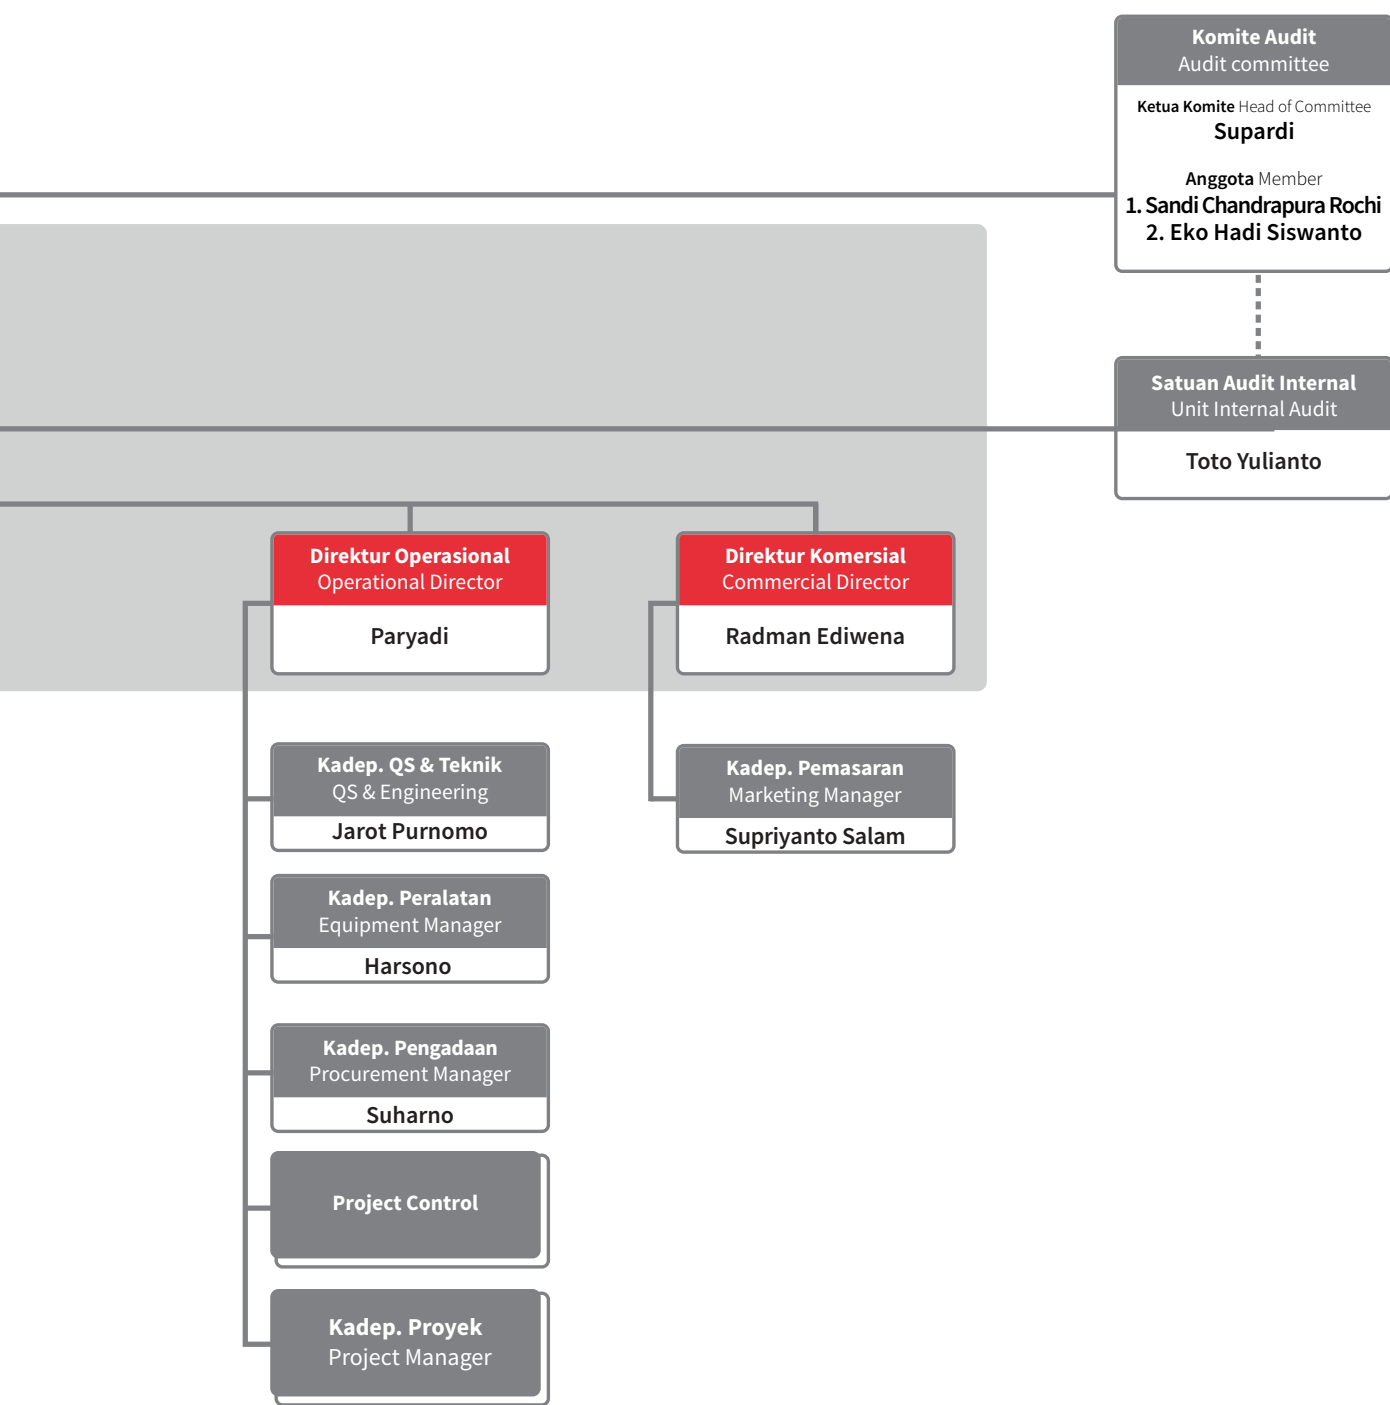 Komite Audit
Audit committee
Ketua Komite Head of Committee
Supardi
Anggota Member
1. Sandi Chandrapura Rochi
2. Eko Hadi Siswanto
Satuan Audit Internal
Unit Internal Audit
Toto Yulianto
Direktur Operasional
Operational Director
Paryadi
Direktur Komersial
Commercial Director
Radman Ediwena
Kadep. QS & Teknik
QS & Engineering
Jarot Purnomo
Kadep. Pemasaran
Marketing Manager
Supriyanto Salam
Kadep. Peralatan
Equipment Manager
Harsono
Kadep. Pengadaan
Procurement Manager
Suharno
Project Control
Kadep. Proyek
Project Manager